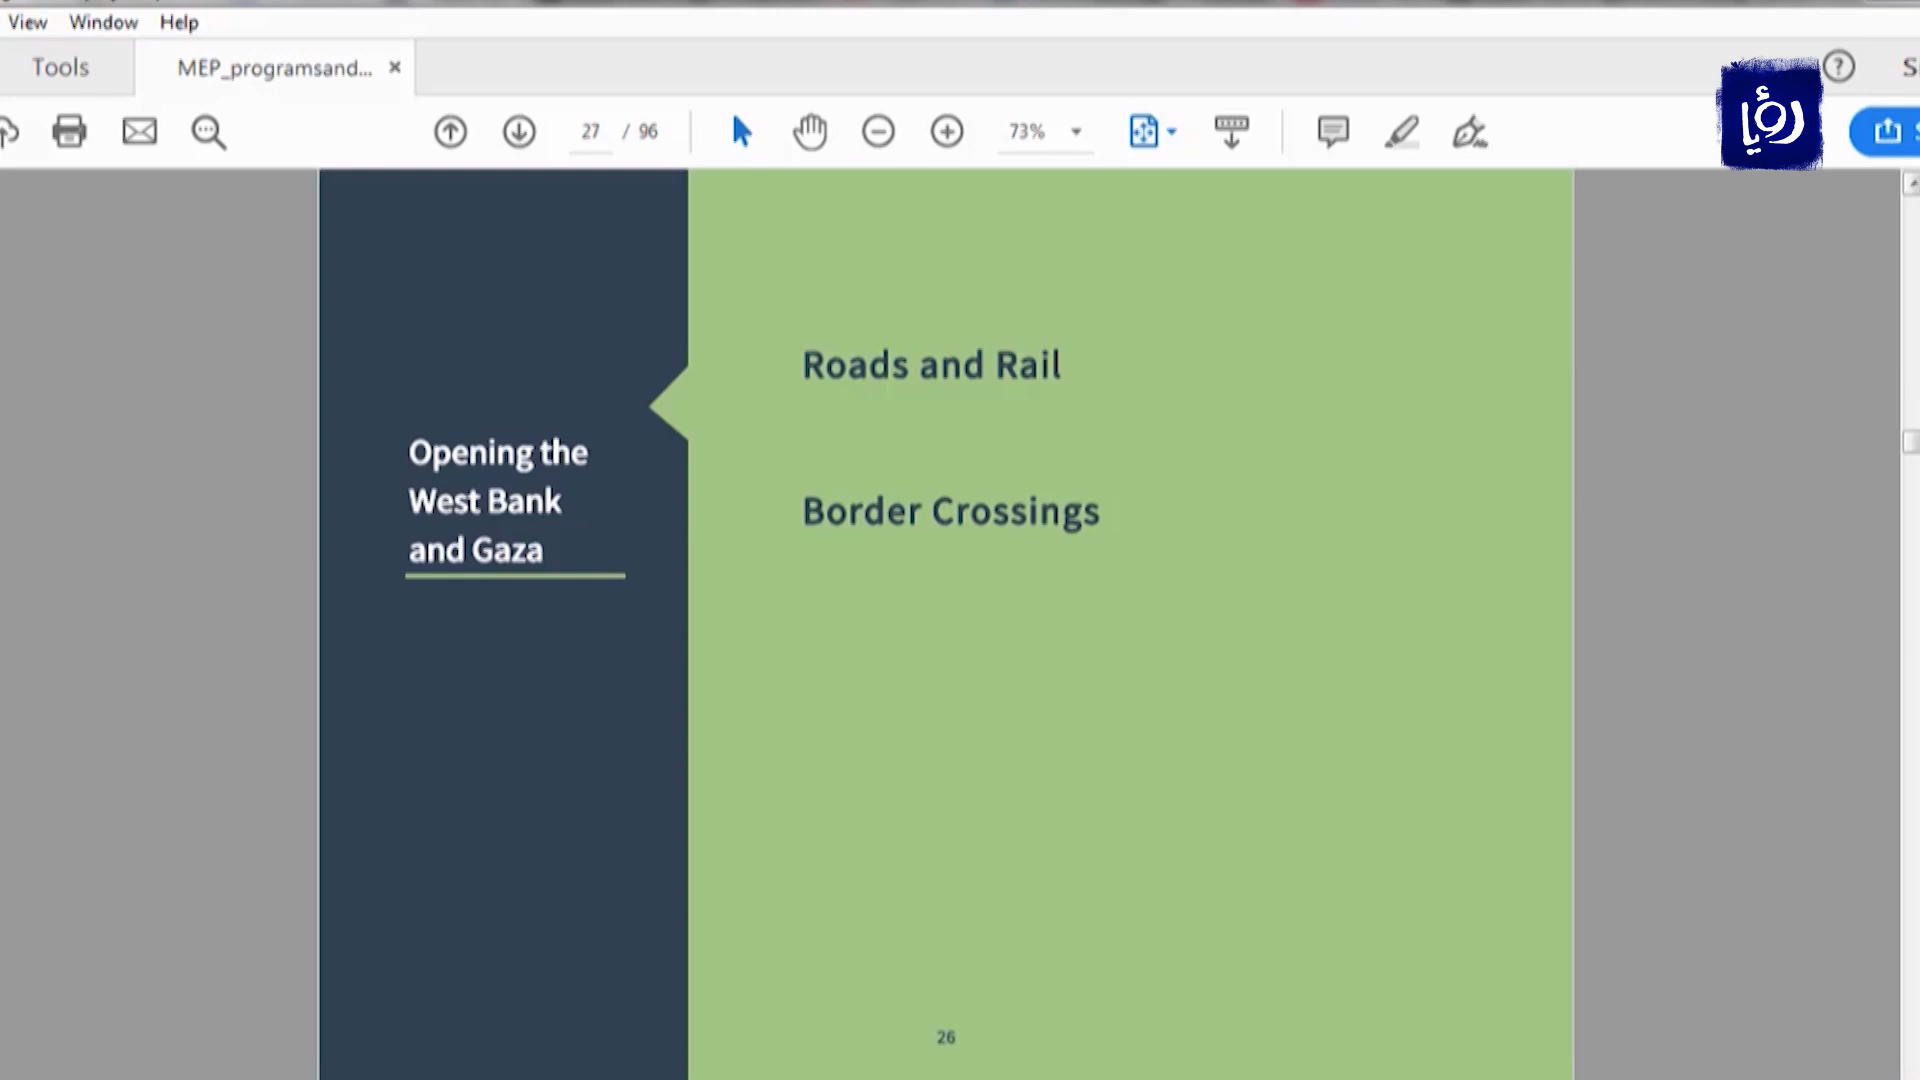 View Window Help
Tools
MEP_programsand...
27 / 96
73%
رؤيا
Opening the
West Bank
and Gaza
Roads and Rail
Border Crossings
26